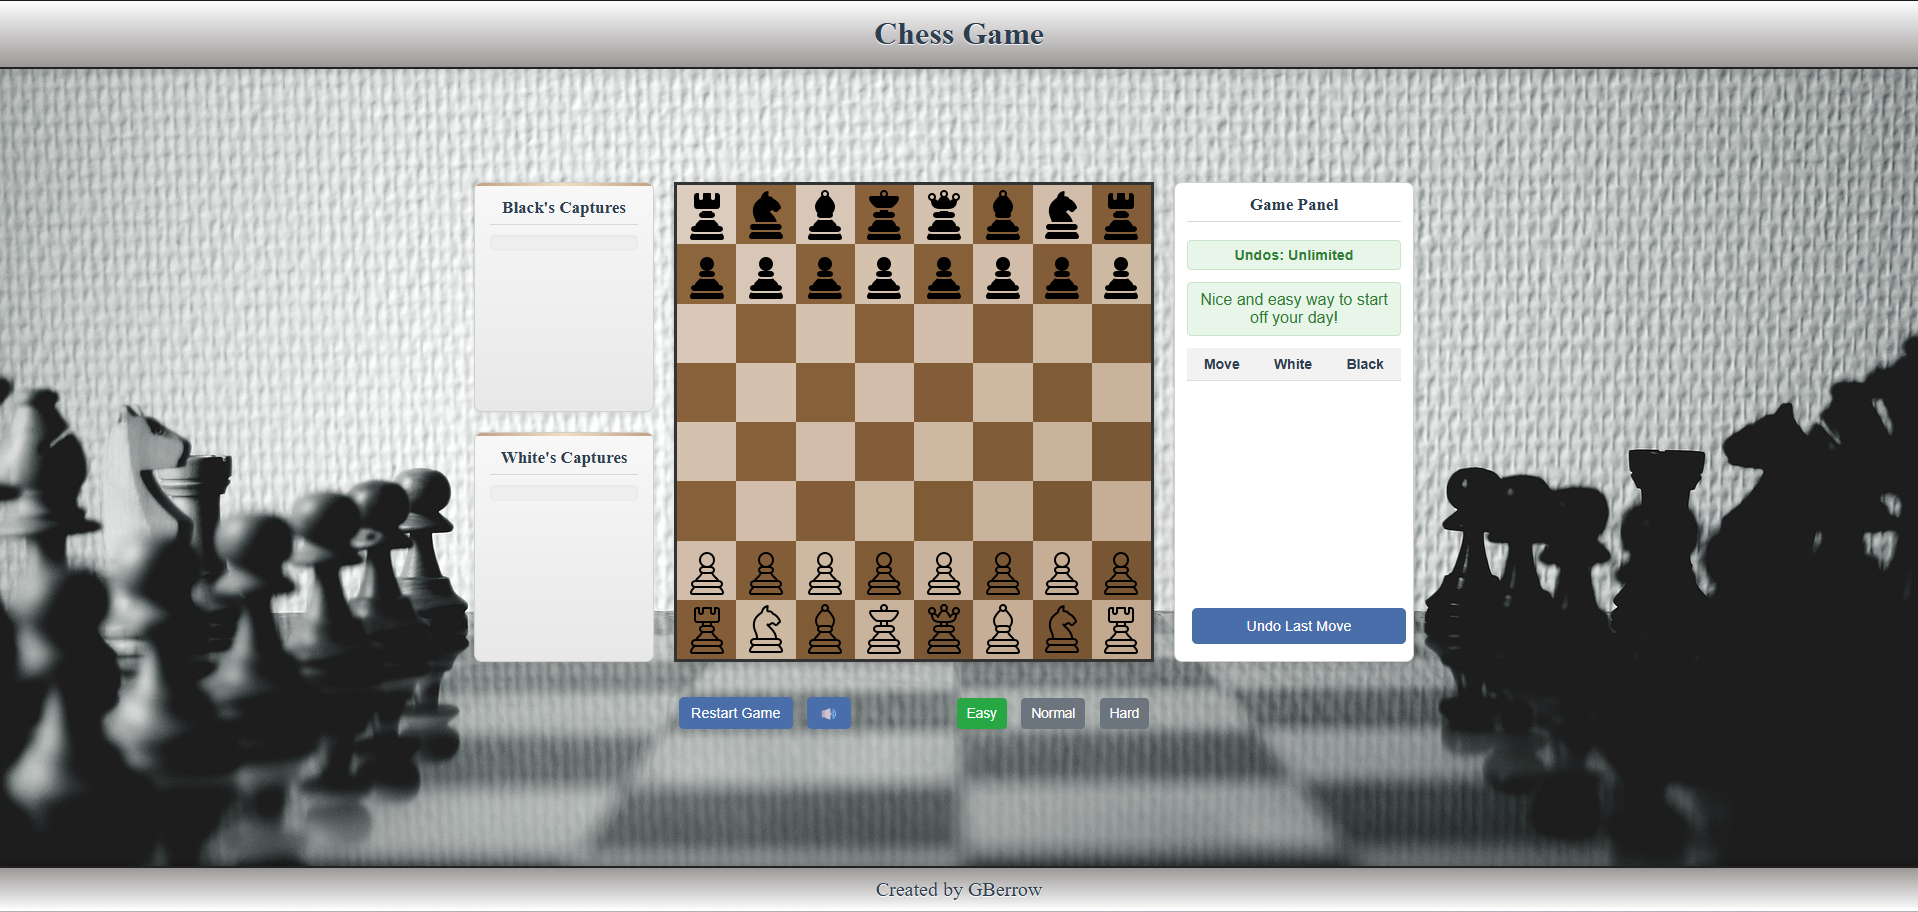 Chess Game
Black's Captures
White's Captures
Game Panel
Undos: Unlimited
Nice and easy way to start
off your day!
Move White Black
Undo Last Move
Restart Game
Easy Normal Hard
Created by GBerrow